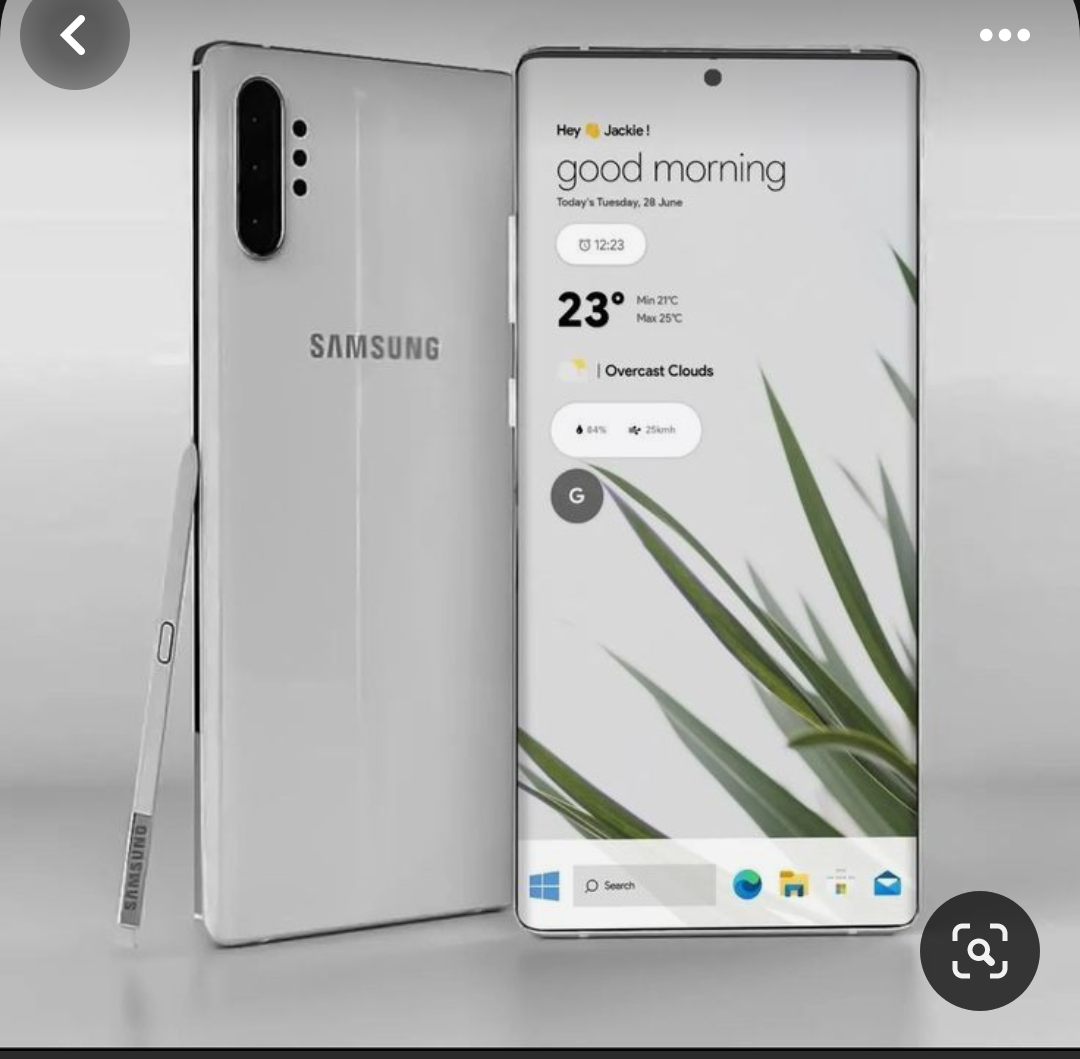 SAMSUNG
SAMSUNG
Hey 👋 Jackie !
good morning
Today's Tuesday, 28 June
12:23
23°
Min 21°C
Max 25°C
| Overcast Clouds
84%
25kmh
G
Search